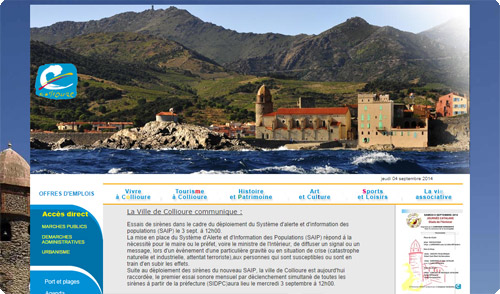 Collioure
jeudi 04 septembre 2014
OFFRES D'EMPLOIS
Vivre
à Collioure
Tourisme
à Collioure
Histoire
et Patrimoine
Art
et Culture
Sports
et Loisirs
La vie
associative
Accés direct
MARCHES PUBLICS
DEMARCHES
ADMINISTRATIVES
URBANISME
Port et plages
Agenda
La Ville de Collioure communique :
Essais de sirènes dans le cadre du déploiement du Système d'alerte et d'information des
populations (SAIP) le 3 sept. à 12h00.
La mise en place du Système d'Alerte et d'Information des Populations (SAIP) répond à la
nécessité pour le maire ou le préfet, voire le ministre de l'intérieur, de diffuser un signal ou un
message, lors d'un évènement d'une particulière gravité ou en situation de crise (catastrophe
naturelle et industrielle, attentat terroriste),aux personnes qui sont susceptibles ou sont en
train d'en subir les effets.
Suite au déploiement des sirènes du nouveau SAIP, la ville de Collioure est aujourd'hui
raccordée, le premier essai sonore mensuel par déclenchement simultané de toutes les
sirènes à partir de la préfecture (SIDPC)aura lieu le mercredi 3 septembre à 12h00.